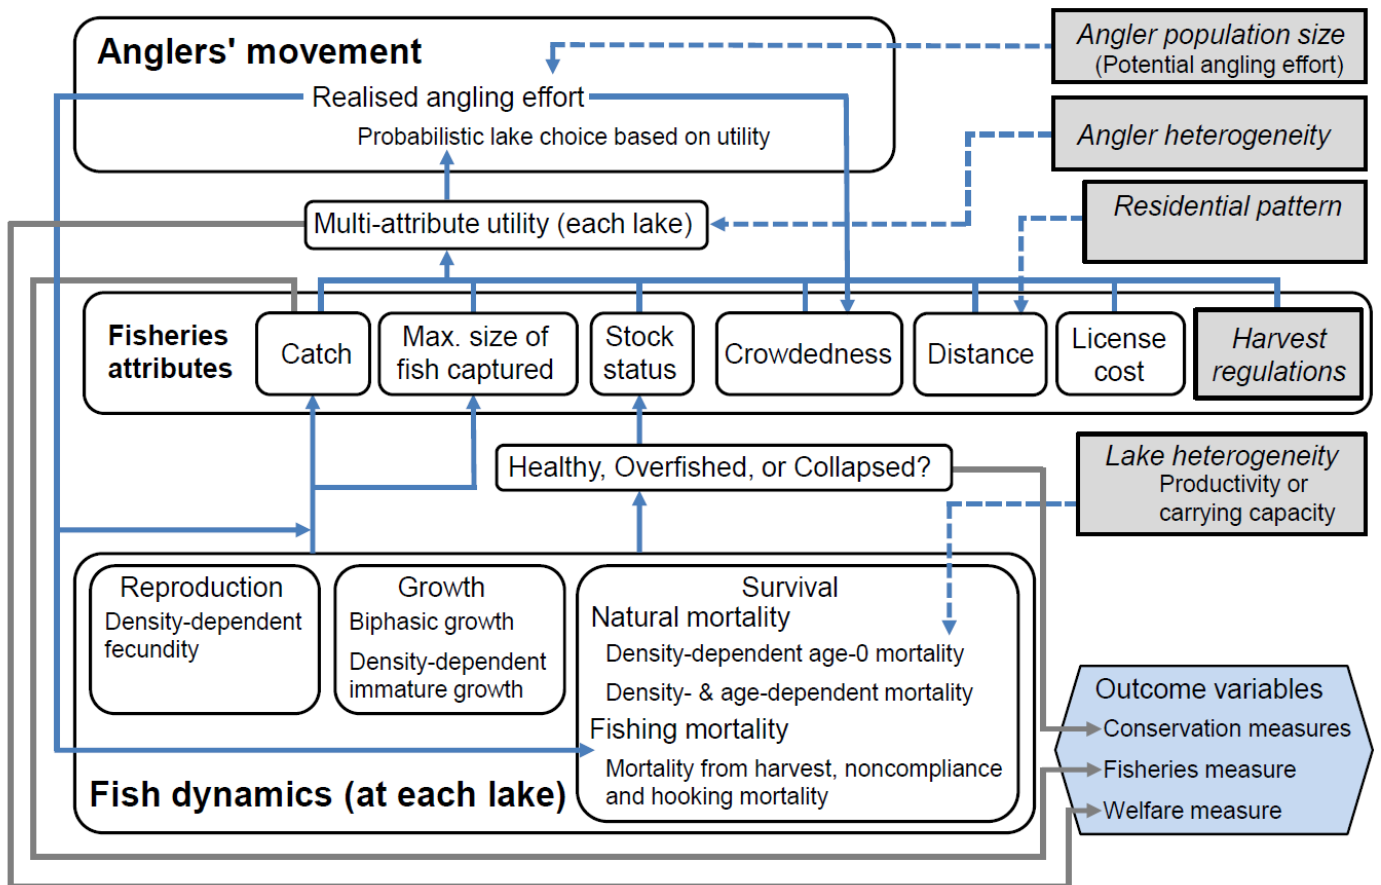 Anglers' movement
Realised angling effort
Probabilistic lake choice based on utility
Angler population size
(Potential angling effort)
Angler heterogeneity
Residential pattern
Multi-attribute utility (each lake)
Fisheries
attributes
Catch
Max. size of
fish captured
Stock
status
Crowdedness
Distance
License
cost
Harvest
regulations
Healthy, Overfished, or Collapsed?
Lake heterogeneity
Productivity or
carrying capacity
Reproduction
Density-dependent
fecundity
Growth
Biphasic growth
Density-dependent
immature growth
Survival
Natural mortality
Density-dependent age-0 mortality
Density- & age-dependent mortality
Fishing mortality
Mortality from harvest, noncompliance
and hooking mortality
Fish dynamics (at each lake)
Outcome variables
Conservation measures
Fisheries measure
Welfare measure